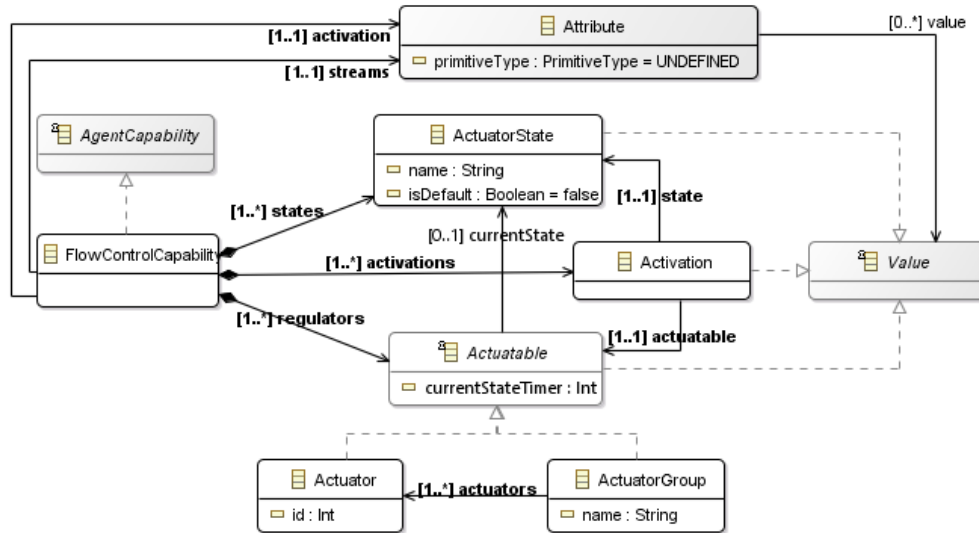 [0..*] value
Attribute
[1..1] activation
primitiveType : PrimitiveType = UNDEFINED
[1..1] streams
AgentCapability
ActuatorState
name : String
isDefault : Boolean = false
[1..*] states
[1..1] state
[0..1] currentState
FlowControlCapability
[1..*] activations
Activation
Value
[1..*] regulators
[1..1] actuatable
Actuatable
currentStateTimer : Int
Actuator
[1..*] actuators
ActuatorGroup
id : Int
name : String